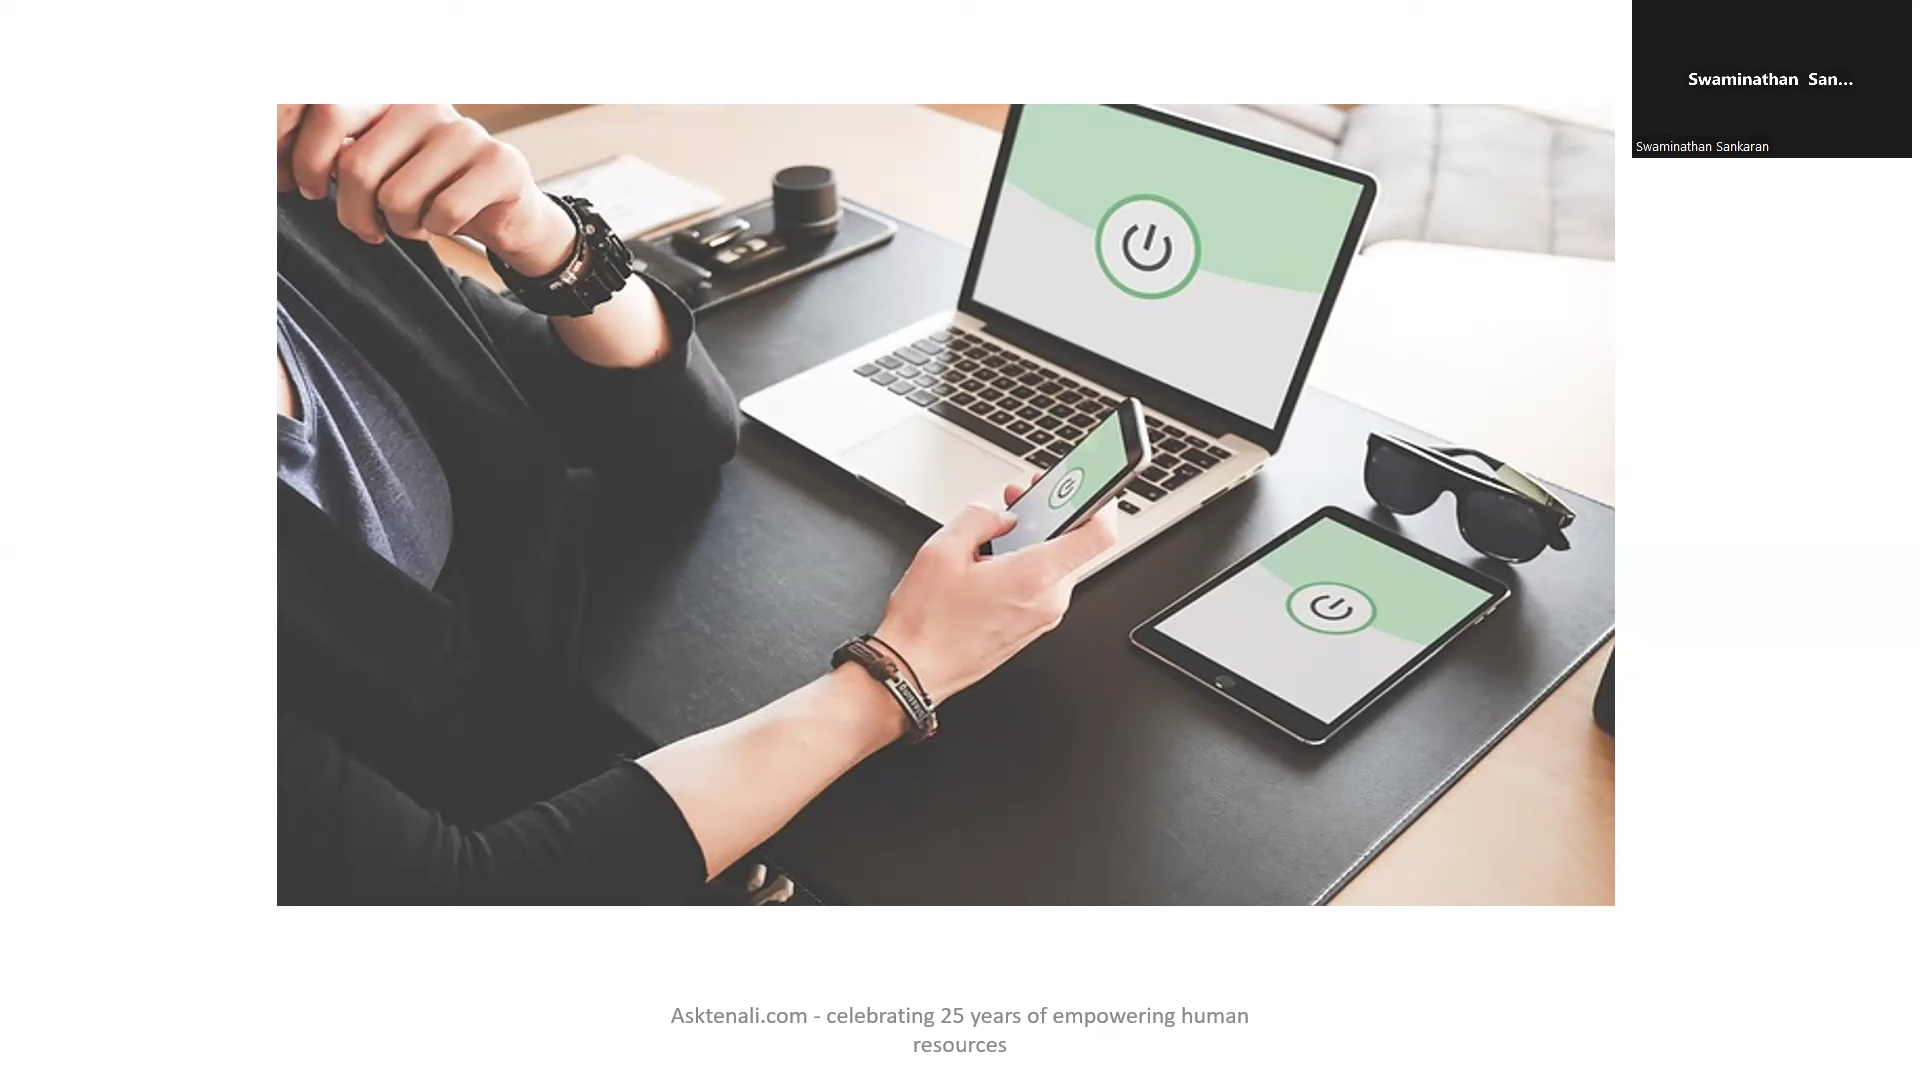 Swaminathan San...
Swaminathan Sankaran
Asktenali.com - celebrating 25 years of empowering human
resources